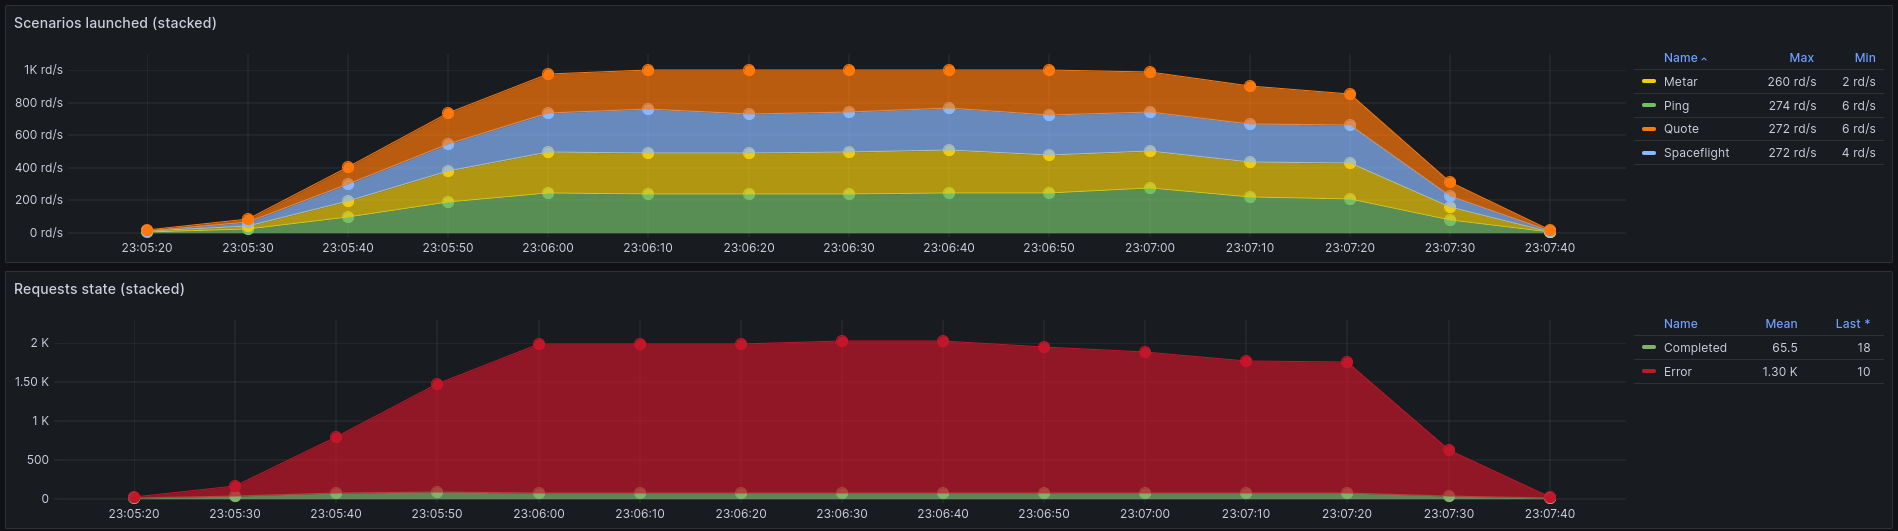 Scenarios launched (stacked)
1K rd/s
800 rd/s
600 rd/s
400 rd/s
200 rd/s
0 rd/s
23:05:20 23:05:30 23:05:40 23:05:50 23:06:00 23:06:10 23:06:20 23:06:30 23:06:40 23:06:50 23:07:00 23:07:10 23:07:20 23:07:30 23:07:40
Name Max Min
Metar 260 rd/s 2 rd/s
Ping 274 rd/s 6 rd/s
Quote 272 rd/s 6 rd/s
Spaceflight 272 rd/s 4 rd/s
Requests state (stacked)
2 K
1.50 K
1 K
500
0
23:05:20 23:05:30 23:05:40 23:05:50 23:06:00 23:06:10 23:06:20 23:06:30 23:06:40 23:06:50 23:07:00 23:07:10 23:07:20 23:07:30 23:07:40
Name Mean Last *
Completed 65.5 18
Error 1.30 K 10